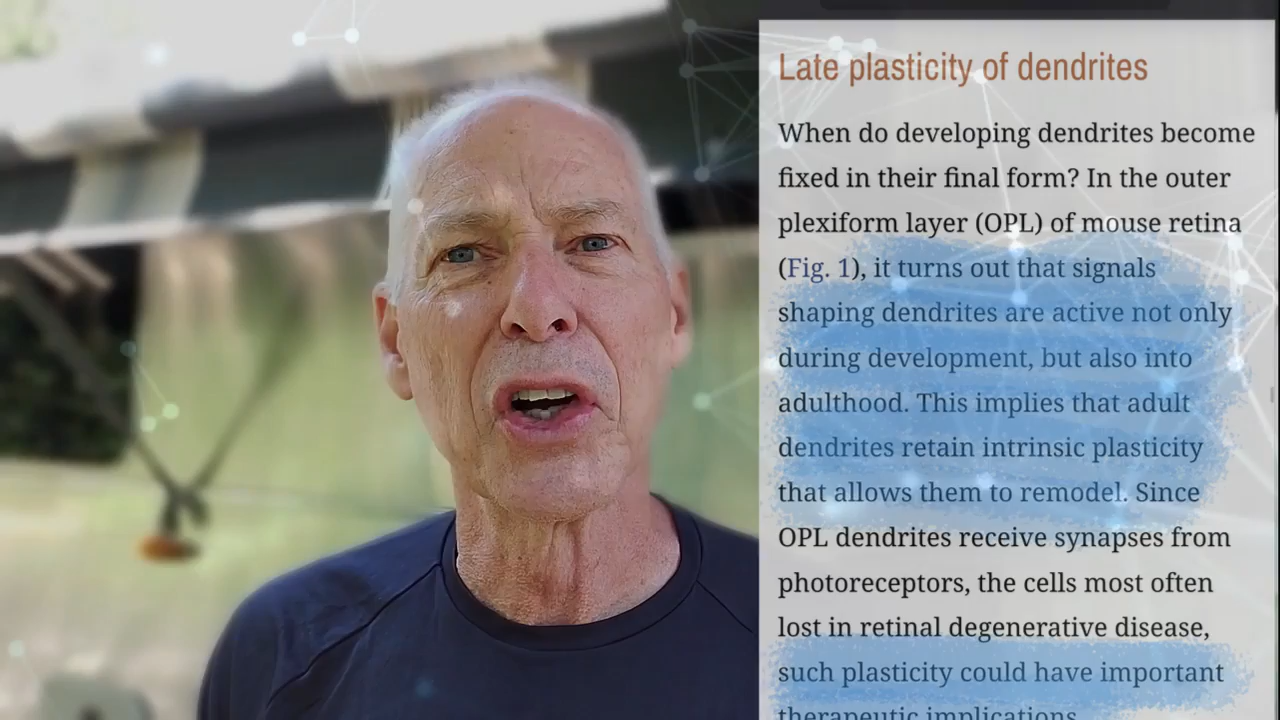 Late plasticity of dendrites
When do developing dendrites become
fixed in their final form? In the outer
plexiform layer (OPL) of mouse retina
(Fig. 1), it turns out that signals
shaping dendrites are active not only
during development, but also into
adulthood. This implies that adult
dendrites retain intrinsic plasticity
that allows them to remodel. Since
OPL dendrites receive synapses from
photoreceptors, the cells most often
lost in retinal degenerative disease,
such plasticity could have important
therapeutic implications